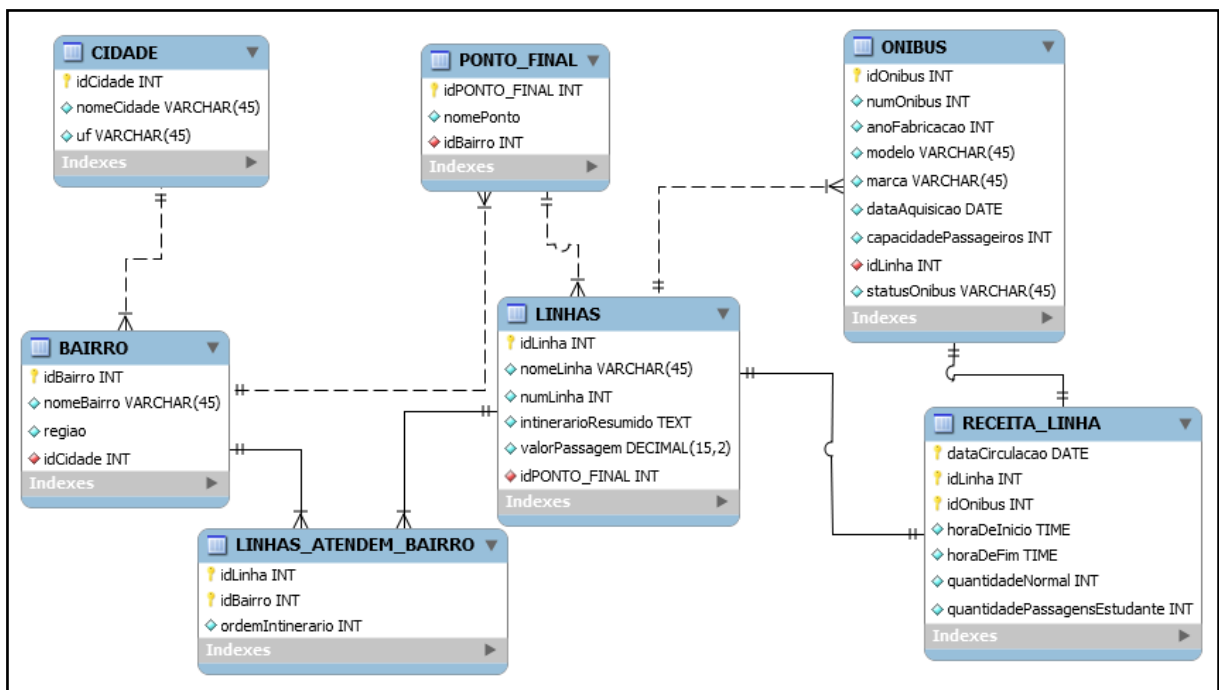 CIDADE
idCidade INT
nomeCidade VARCHAR(45)
uf VARCHAR(45)
Indexes
PONTO_FINAL
idPONTO_FINAL INT
nomePonto
idBairro INT
Indexes
ONIBUS
idOnibus INT
numOnibus INT
anoFabricacao INT
modelo VARCHAR(45)
marca VARCHAR(45)
dataAquisicao DATE
capacidadePassageiros INT
idLinha INT
statusOnibus VARCHAR(45)
Indexes
BAIRRO
idBairro INT
nomeBairro VARCHAR(45)
regiao
idCidade INT
Indexes
LINHAS
idLinha INT
nomeLinha VARCHAR(45)
numLinha INT
intinerarioResumido TEXT
valorPassagem DECIMAL(15,2)
idPONTO_FINAL INT
Indexes
RECEITA_LINHA
dataCirculacao DATE
idLinha INT
idOnibus INT
horaDeInicio TIME
horaDeFim TIME
quantidadeNormal INT
quantidadePassagensEstudante INT
Indexes
LINHAS_ATENDEM_BAIRRO
idLinha INT
idBairro INT
ordemIntinerario INT
Indexes